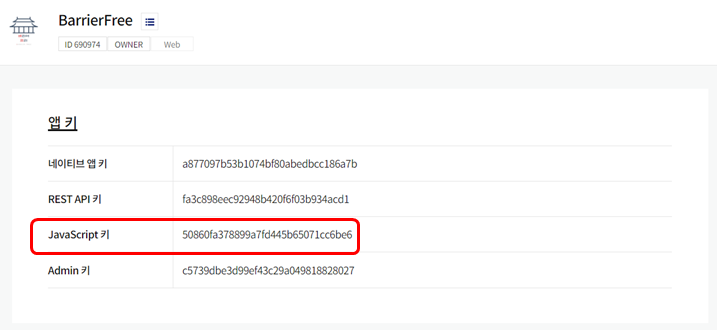 BarrierFree
ID 690974 OWNER Web
앱 키
네이티브 앱 키 a877097b53b1074bf80abedbcc186a7b
REST API 키 fa3c898eec92948b420f6f03b934acd1
JavaScript 키 50860fa378899a7fd445b65071cc6be6
Admin 키 c5739dbe3d99ef43c29a049818828027